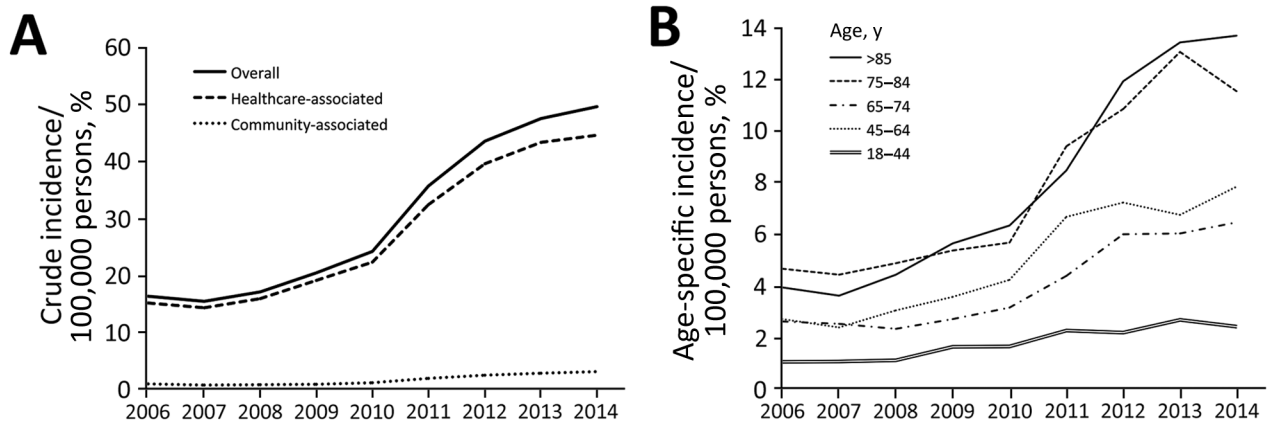 A
Crude incidence/
100,000 persons, %
60
50
40
30
20
10
0
Overall
Healthcare-associated
Community-associated
2006 2007 2008 2009 2010 2011 2012 2013 2014
B
Age-specific incidence/
100,000 persons, %
14
12
10
8
6
4
2
0
Age, y
>85
75–84
65–74
45–64
18–44
2006 2007 2008 2009 2010 2011 2012 2013 2014